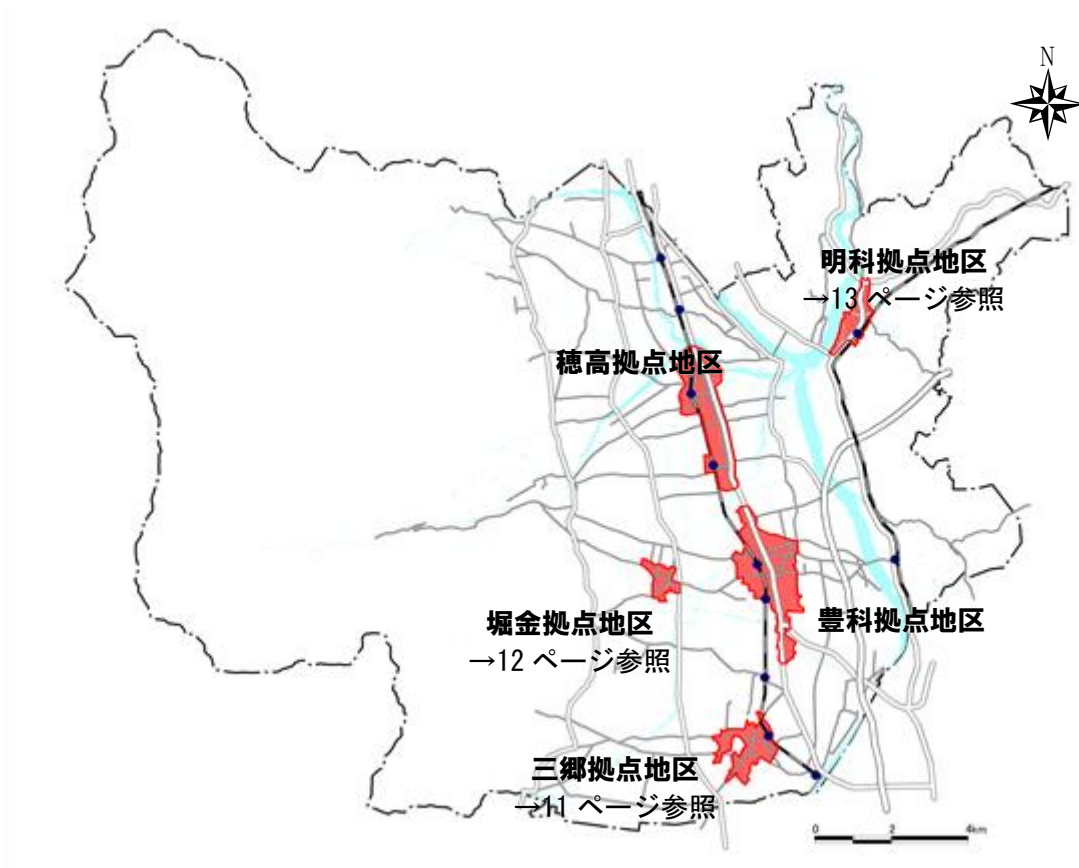 N
明科拠点地区
→13 ページ参照
穂高拠点地区
堀金拠点地区
→12 ページ参照
豊科拠点地区
三郷拠点地区
→11 ページ参照
0 2 4km